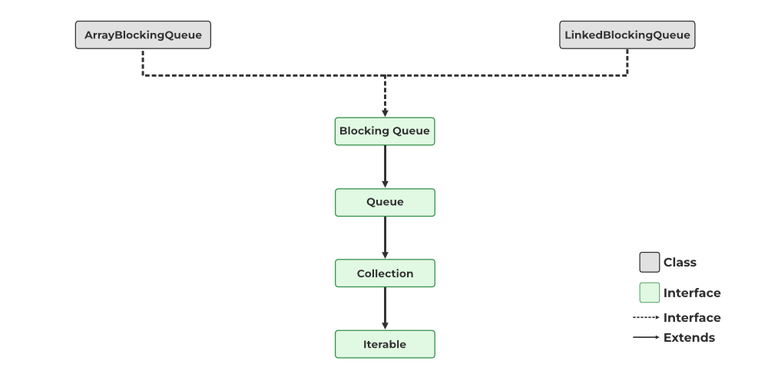 ArrayBlockingQueue
LinkedBlockingQueue
Blocking Queue
Queue
Collection
Iterable
Class
Interface
Interface
Extends